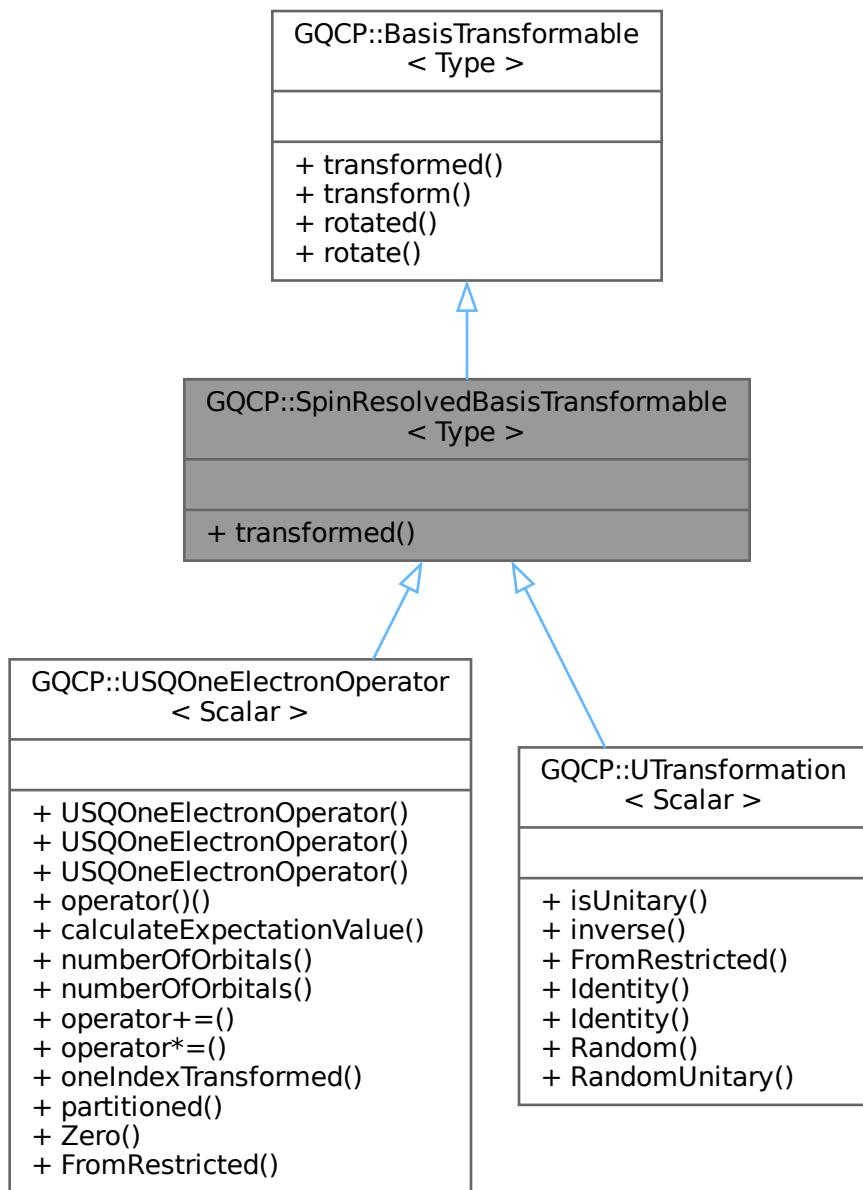 GQCP::BasisTransformable
< Type >
+ transformed()
+ transform()
+ rotated()
+ rotate()
GQCP::SpinResolvedBasisTransformable
< Type >
+ transformed()
GQCP::USQOneElectronOperator
< Scalar >
+ USQOneElectronOperator()
+ USQOneElectronOperator()
+ USQOneElectronOperator()
+ operator()()
+ calculateExpectationValue()
+ numberOfOrbitals()
+ numberOfOrbitals()
+ operator+=()
+ operator*=()
+ oneIndexTransformed()
+ partitioned()
+ Zero()
+ FromRestricted()
GQCP::UTransformation
< Scalar >
+ isUnitary()
+ inverse()
+ FromRestricted()
+ Identity()
+ Identity()
+ Random()
+ RandomUnitary()